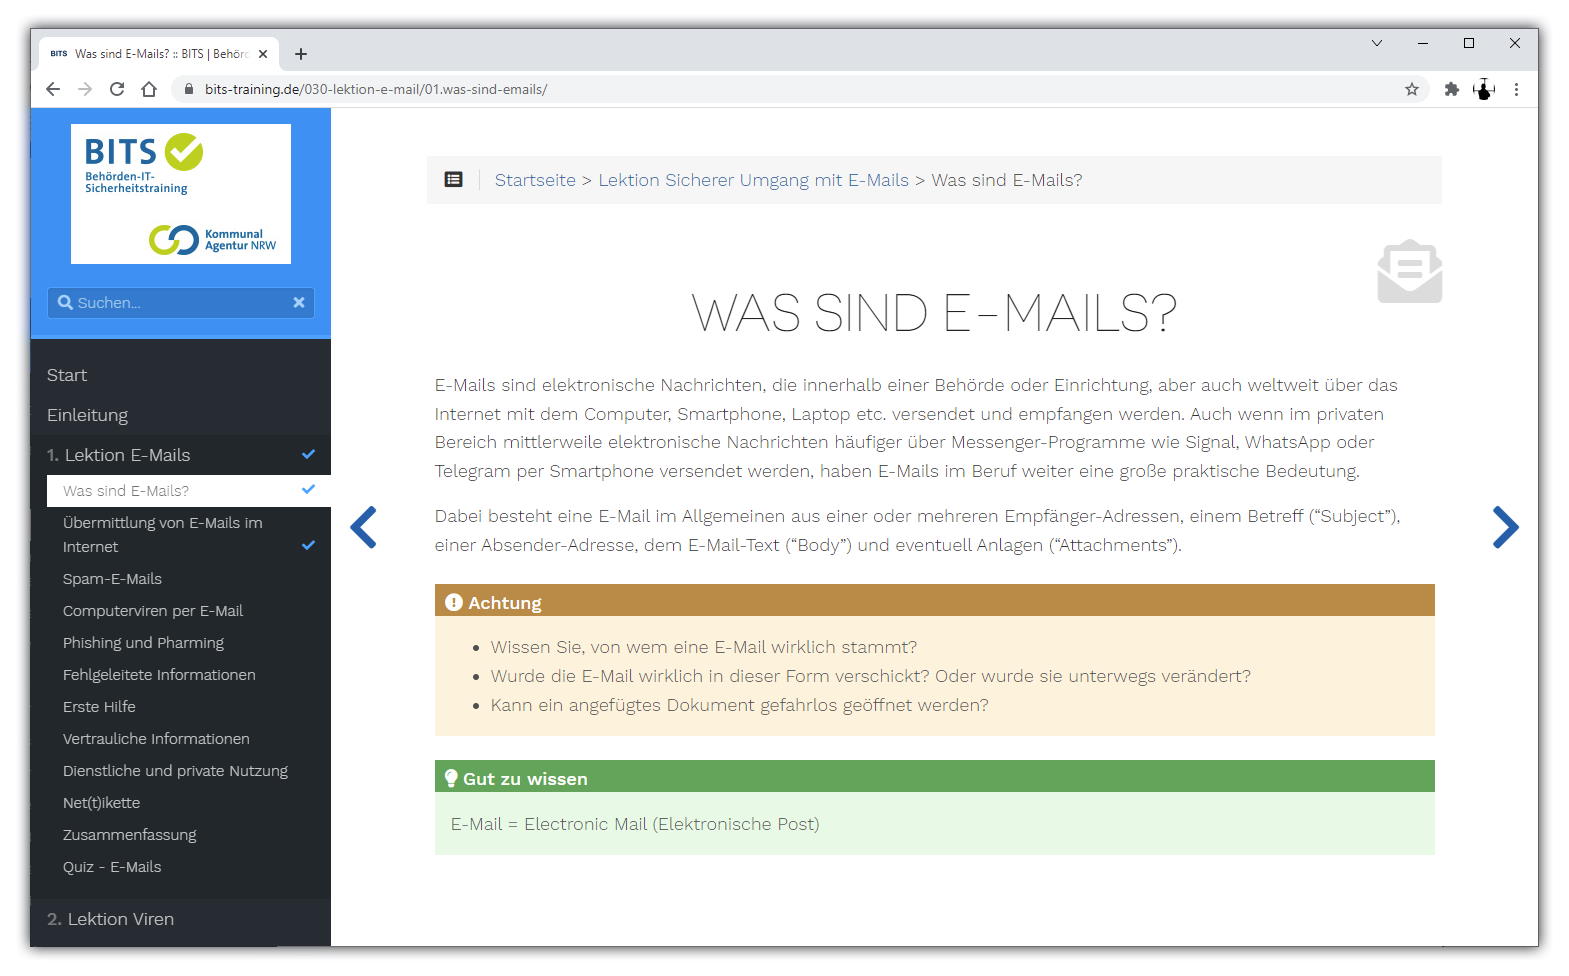 BITS Was sind E-Mails? :: BITS | Behörd
bits-training.de/030-lektion-e-mail/01.was-sind-emails/
BITS
Behörden-IT-
Sicherheitstraining
Kommunal
Agentur NRW
Suchen...
Start
Einleitung
1. Lektion E-Mails
Was sind E-Mails?
Übermittlung von E-Mails im
Internet
Spam-E-Mails
Computerviren per E-Mail
Phishing und Pharming
Fehlgeleitete Informationen
Erste Hilfe
Vertrauliche Informationen
Dienstliche und private Nutzung
Net(t)ikette
Zusammenfassung
Quiz - E-Mails
2. Lektion Viren
Startseite > Lektion Sicherer Umgang mit E-Mails > Was sind E-Mails?
WAS SIND E-MAILS?
E-Mails sind elektronische Nachrichten, die innerhalb einer Behörde oder Einrichtung, aber auch weltweit über das
Internet mit dem Computer, Smartphone, Laptop etc. versendet und empfangen werden. Auch wenn im privaten
Bereich mittlerweile elektronische Nachrichten häufiger über Messenger-Programme wie Signal, WhatsApp oder
Telegram per Smartphone versendet werden, haben E-Mails im Beruf weiter eine große praktische Bedeutung.
Dabei besteht eine E-Mail im Allgemeinen aus einer oder mehreren Empfänger-Adressen, einem Betreff (“Subject”),
einer Absender-Adresse, dem E-Mail-Text (“Body”) und eventuell Anlagen (“Attachments”).
Achtung
• Wissen Sie, von wem eine E-Mail wirklich stammt?
• Wurde die E-Mail wirklich in dieser Form verschickt? Oder wurde sie unterwegs verändert?
• Kann ein angefügtes Dokument gefahrlos geöffnet werden?
Gut zu wissen
E-Mail = Electronic Mail (Elektronische Post)